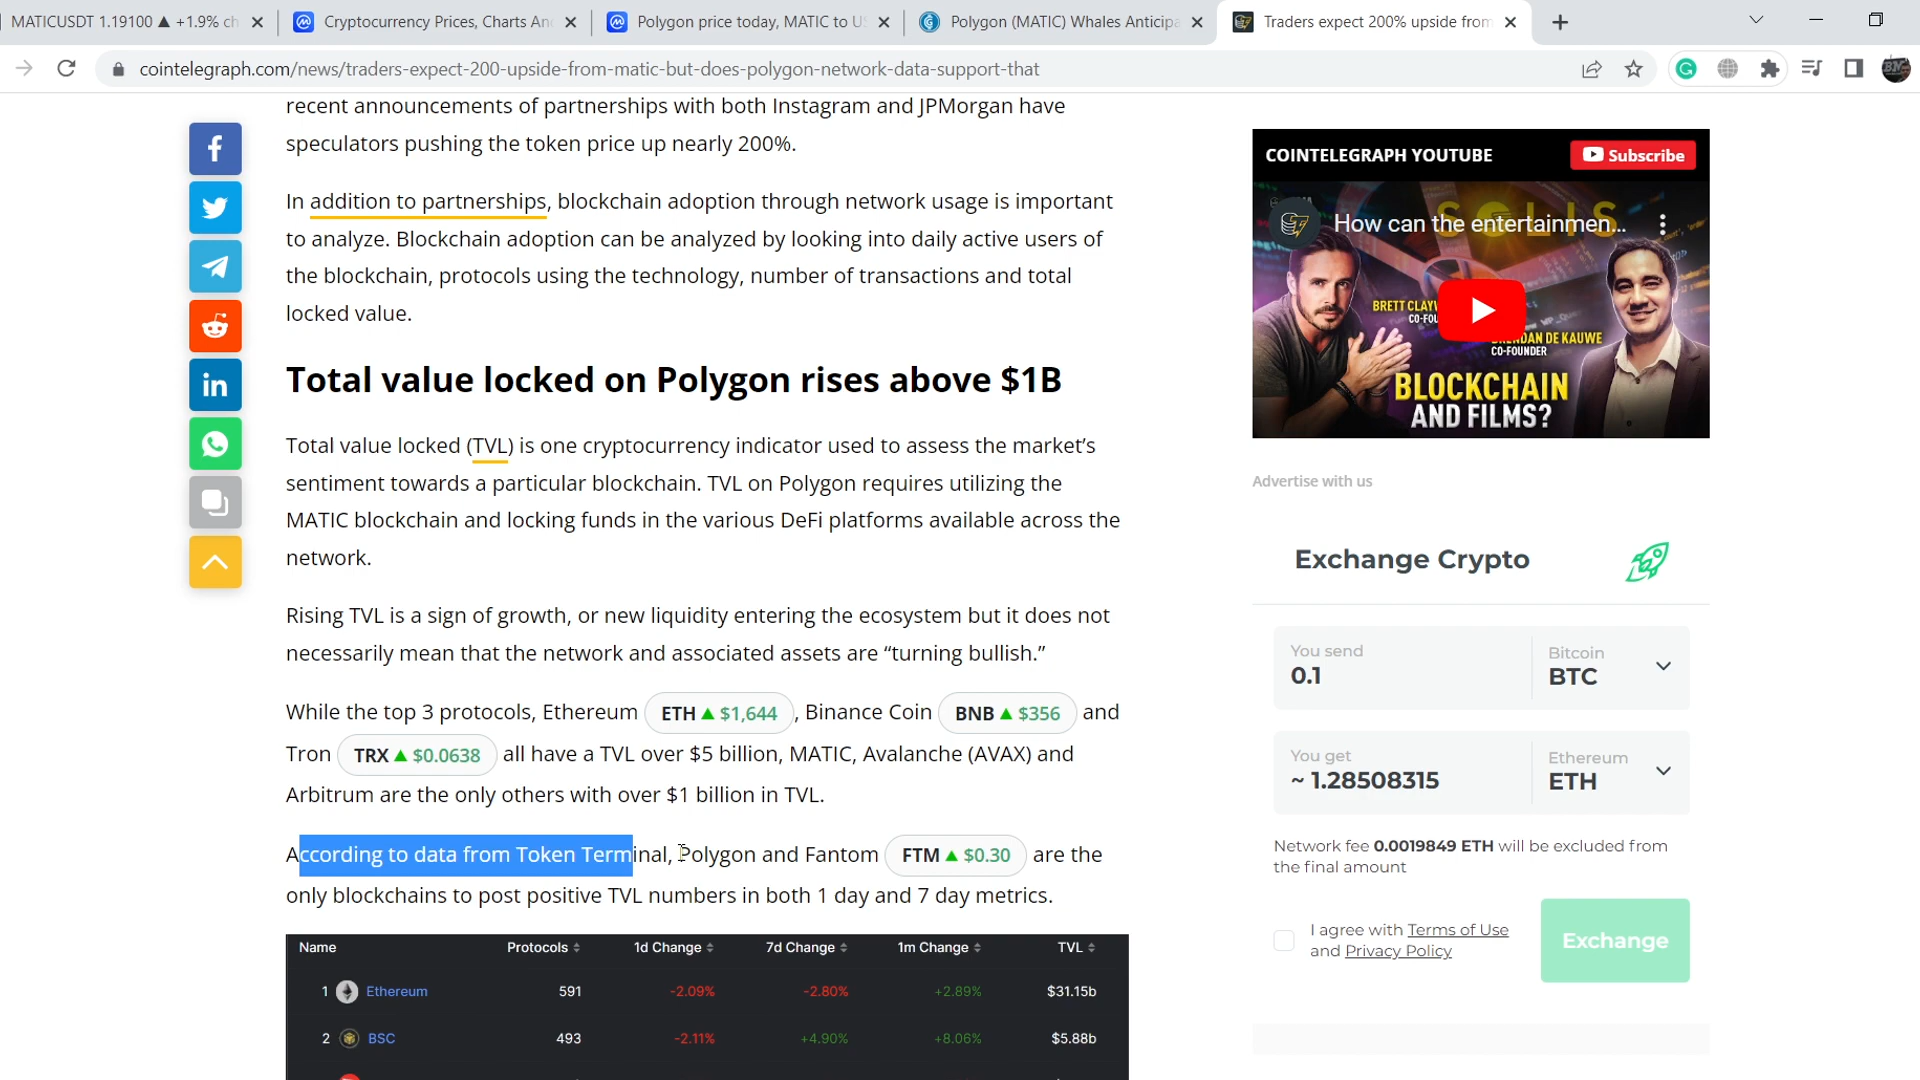 MATICUSDT 1.19100 ▲ +1.9% ch
Cryptocurrency Prices, Charts An
Polygon price today, MATIC to U
Polygon (MATIC) Whales Anticipa
Traders expect 200% upside from
cointelegraph.com/news/traders-expect-200-upside-from-matic-but-does-polygon-network-data-support-that
recent announcements of partnerships with both Instagram and JPMorgan have
speculators pushing the token price up nearly 200%.
In addition to partnerships, blockchain adoption through network usage is important
to analyze. Blockchain adoption can be analyzed by looking into daily active users of
the blockchain, protocols using the technology, number of transactions and total
locked value.
Total value locked on Polygon rises above $1B
Total value locked (TVL) is one cryptocurrency indicator used to assess the market’s
sentiment towards a particular blockchain. TVL on Polygon requires utilizing the
MATIC blockchain and locking funds in the various DeFi platforms available across the
network.
Rising TVL is a sign of growth, or new liquidity entering the ecosystem but it does not
necessarily mean that the network and associated assets are “turning bullish.”
While the top 3 protocols, Ethereum ETH ▲ $1,644 , Binance Coin BNB ▲ $356 and
Tron TRX ▲ $0.0638 all have a TVL over $5 billion, MATIC, Avalanche (AVAX) and
Arbitrum are the only others with over $1 billion in TVL.
According to data from Token Terminal, Polygon and Fantom FTM ▲ $0.30 are the
only blockchains to post positive TVL numbers in both 1 day and 7 day metrics.
Name Protocols 1d Change 7d Change 1m Change TVL
1 Ethereum 591 -2.09% -2.80% +2.89% $31.15b
2 BSC 493 -2.11% +4.90% +8.06% $5.88b
COINTELEGRAPH YOUTUBE Subscribe
How can the entertainmen...
BRETT CLAYW
CO-FOU
DAN DE KAUWE
CO-FOUNDER
BLOCKCHAIN
AND FILMS?
Advertise with us
Exchange Crypto
You send
0.1
Bitcoin
BTC
You get
~ 1.28508315
Ethereum
ETH
Network fee 0.0019849 ETH will be excluded from
the final amount
I agree with Terms of Use
and Privacy Policy
Exchange